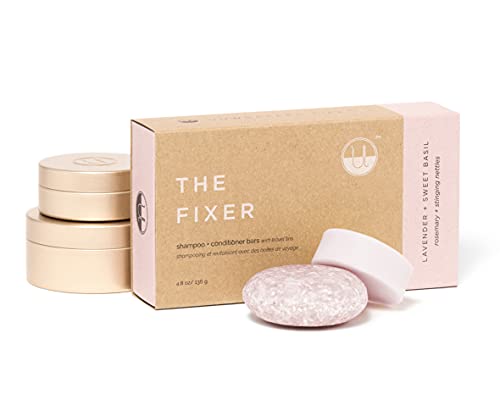 THE
FIXER
shampoo + conditioner bars with travel tins
shampooing et revitalisant avec des boîtes de voyage
4.8 oz/ 136 g
LAVENDER + SWEET BASIL
rosemary + stinging nettles